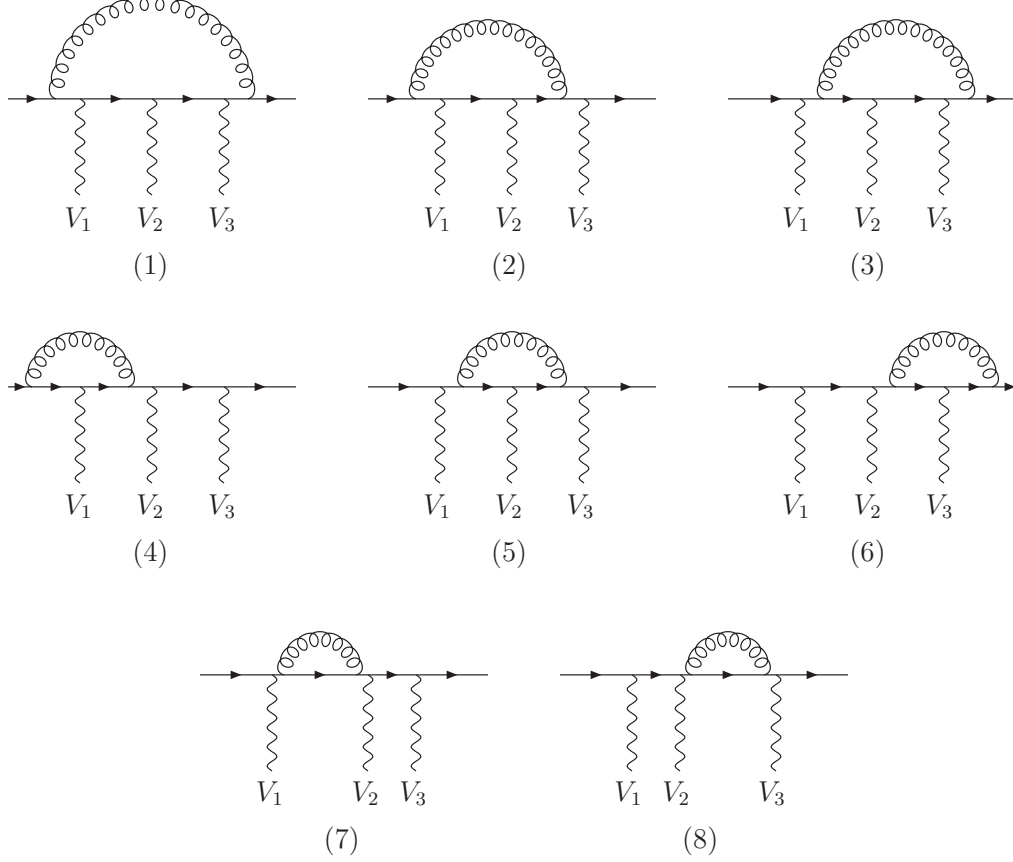 V₁ V₂ V₃ V₁ V₂ V₃ V₁ V₂ V₃
(1) (2) (3)
V₁ V₂ V₃ V₁ V₂ V₃ V₁ V₂ V₃
(4) (5) (6)
V₁ V₂ V₃ V₁ V₂ V₃
(7) (8)